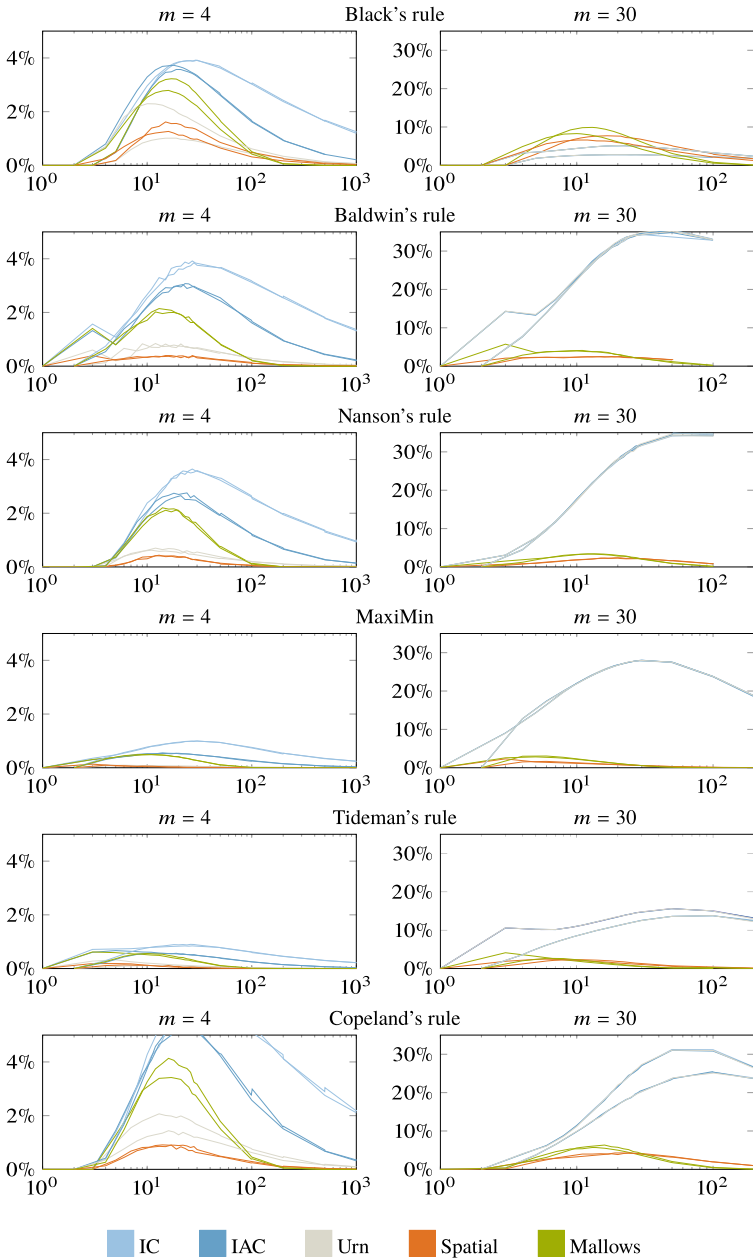 m = 4 Black's rule m = 30
4%
2%
0%
10^0 10^1 10^2 10^3
30%
20%
10%
0%
10^0 10^1 10^2
Baldwin's rule
m = 4 m = 30
4%
2%
0%
10^0 10^1 10^2 10^3
30%
20%
10%
0%
10^0 10^1 10^2
Nanson's rule
m = 4 m = 30
4%
2%
0%
10^0 10^1 10^2 10^3
30%
20%
10%
0%
10^0 10^1 10^2
MaxiMin
m = 4 m = 30
4%
2%
0%
10^0 10^1 10^2 10^3
30%
20%
10%
0%
10^0 10^1 10^2
Tideman's rule
m = 4 m = 30
4%
2%
0%
10^0 10^1 10^2 10^3
30%
20%
10%
0%
10^0 10^1 10^2
Copeland's rule
m = 4 m = 30
4%
2%
0%
10^0 10^1 10^2 10^3
30%
20%
10%
0%
10^0 10^1 10^2
IC IAC Urn Spatial Mallows